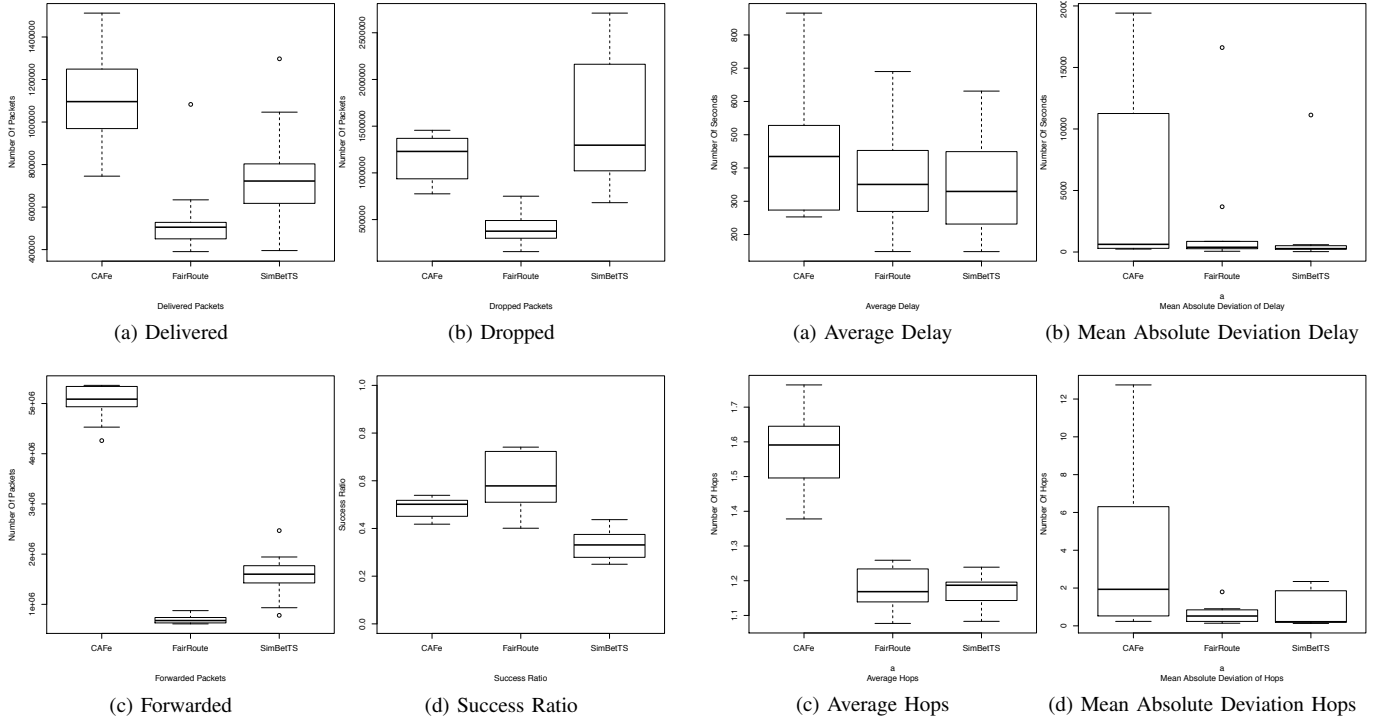 Number Of Packets
400000 600000 800000 1000000 1200000 1400000
CAFe FairRoute SimBetTS
Delivered Packets
(a) Delivered
Number Of Packets
500000 1000000 1500000 2000000 2500000
CAFe FairRoute SimBetTS
Dropped Packets
(b) Dropped
Number Of Seconds
200 300 400 500 600 700 800
CAFe FairRoute SimBetTS
Average Delay
(a) Average Delay
Number Of Seconds
0 5000 10000 15000 20000
CAFe FairRoute SimBetTS
a
Mean Absolute Deviation of Delay
(b) Mean Absolute Deviation Delay
Number Of Packets
1e+06 2e+06 3e+06 4e+06 5e+06
CAFe FairRoute SimBetTS
Forwarded Packets
(c) Forwarded
Success Ratio
0.0 0.2 0.4 0.6 0.8 1.0
CAFe FairRoute SimBetTS
Success Ratio
(d) Success Ratio
Number Of Hops
1.1 1.2 1.3 1.4 1.5 1.6 1.7
CAFe FairRoute SimBetTS
a
Average Hops
(c) Average Hops
Number Of Hops
0 2 4 6 8 10 12
CAFe FairRoute SimBetTS
a
Mean Absolute Deviation of Hops
(d) Mean Absolute Deviation Hops